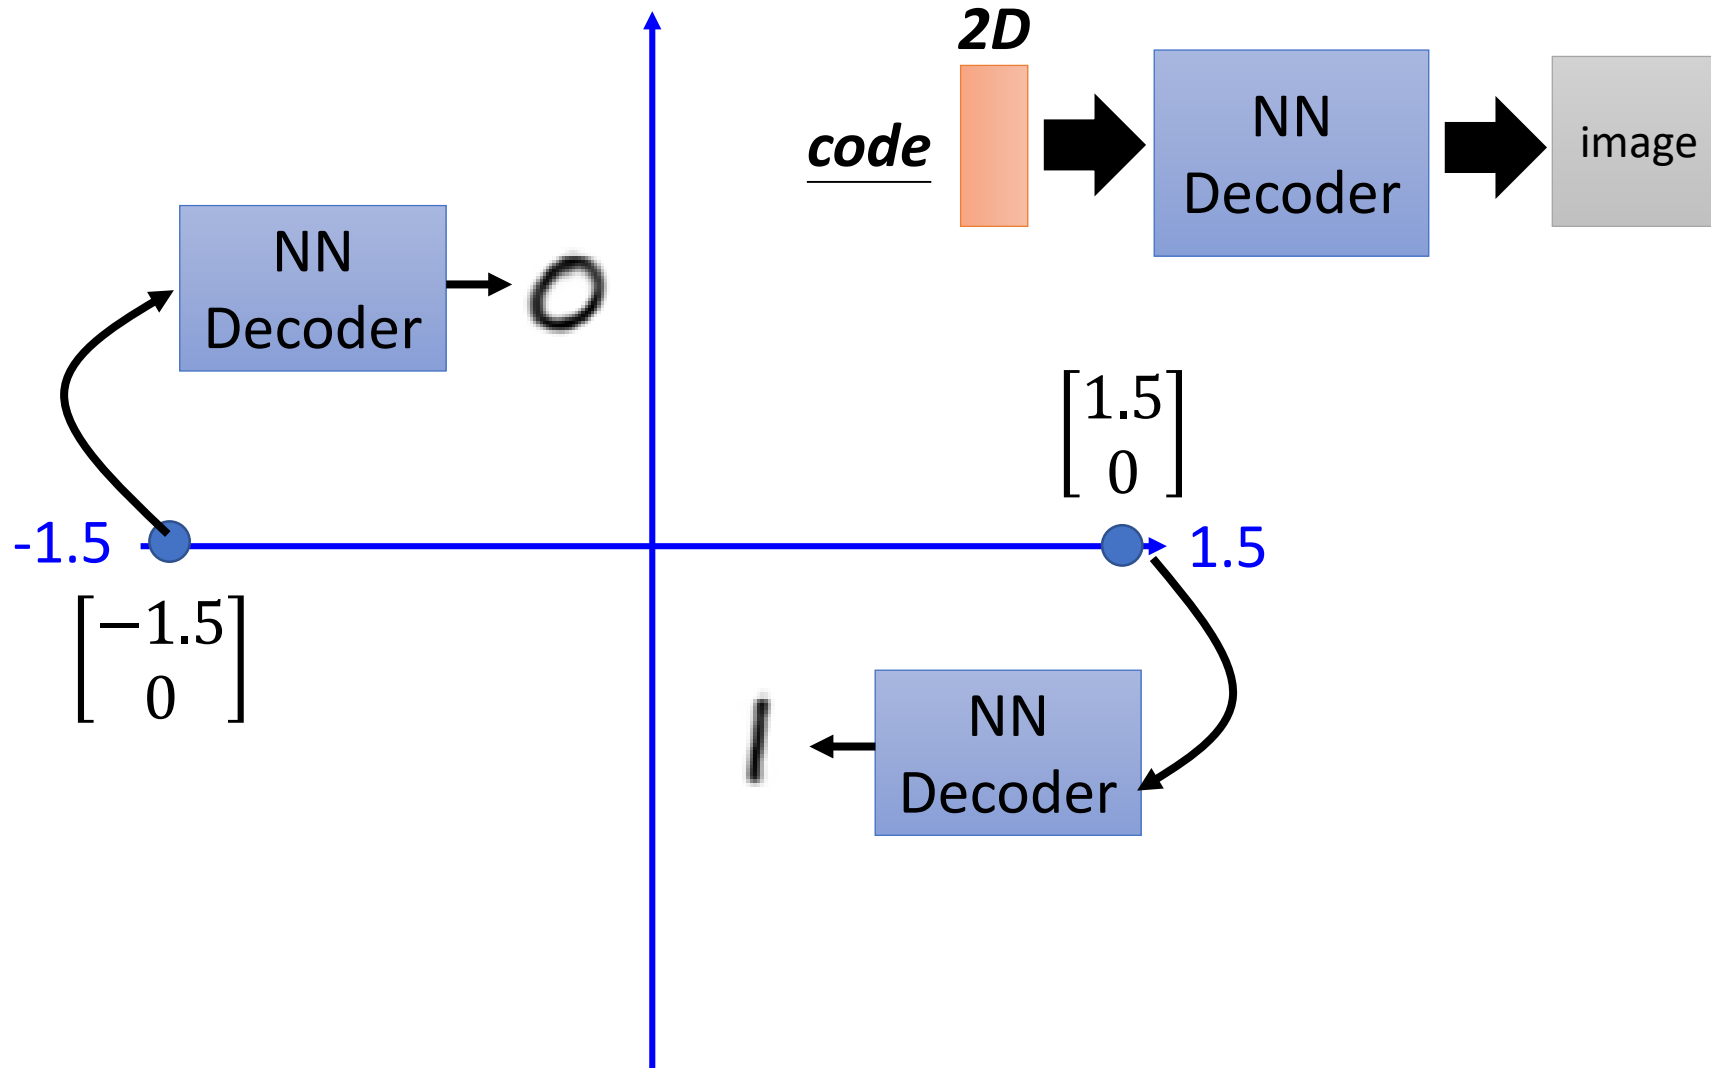 2D
code
NN
Decoder
image
NN
Decoder
0
[1.5
0]
-1.5
1.5
[−1.5
0]
1
NN
Decoder